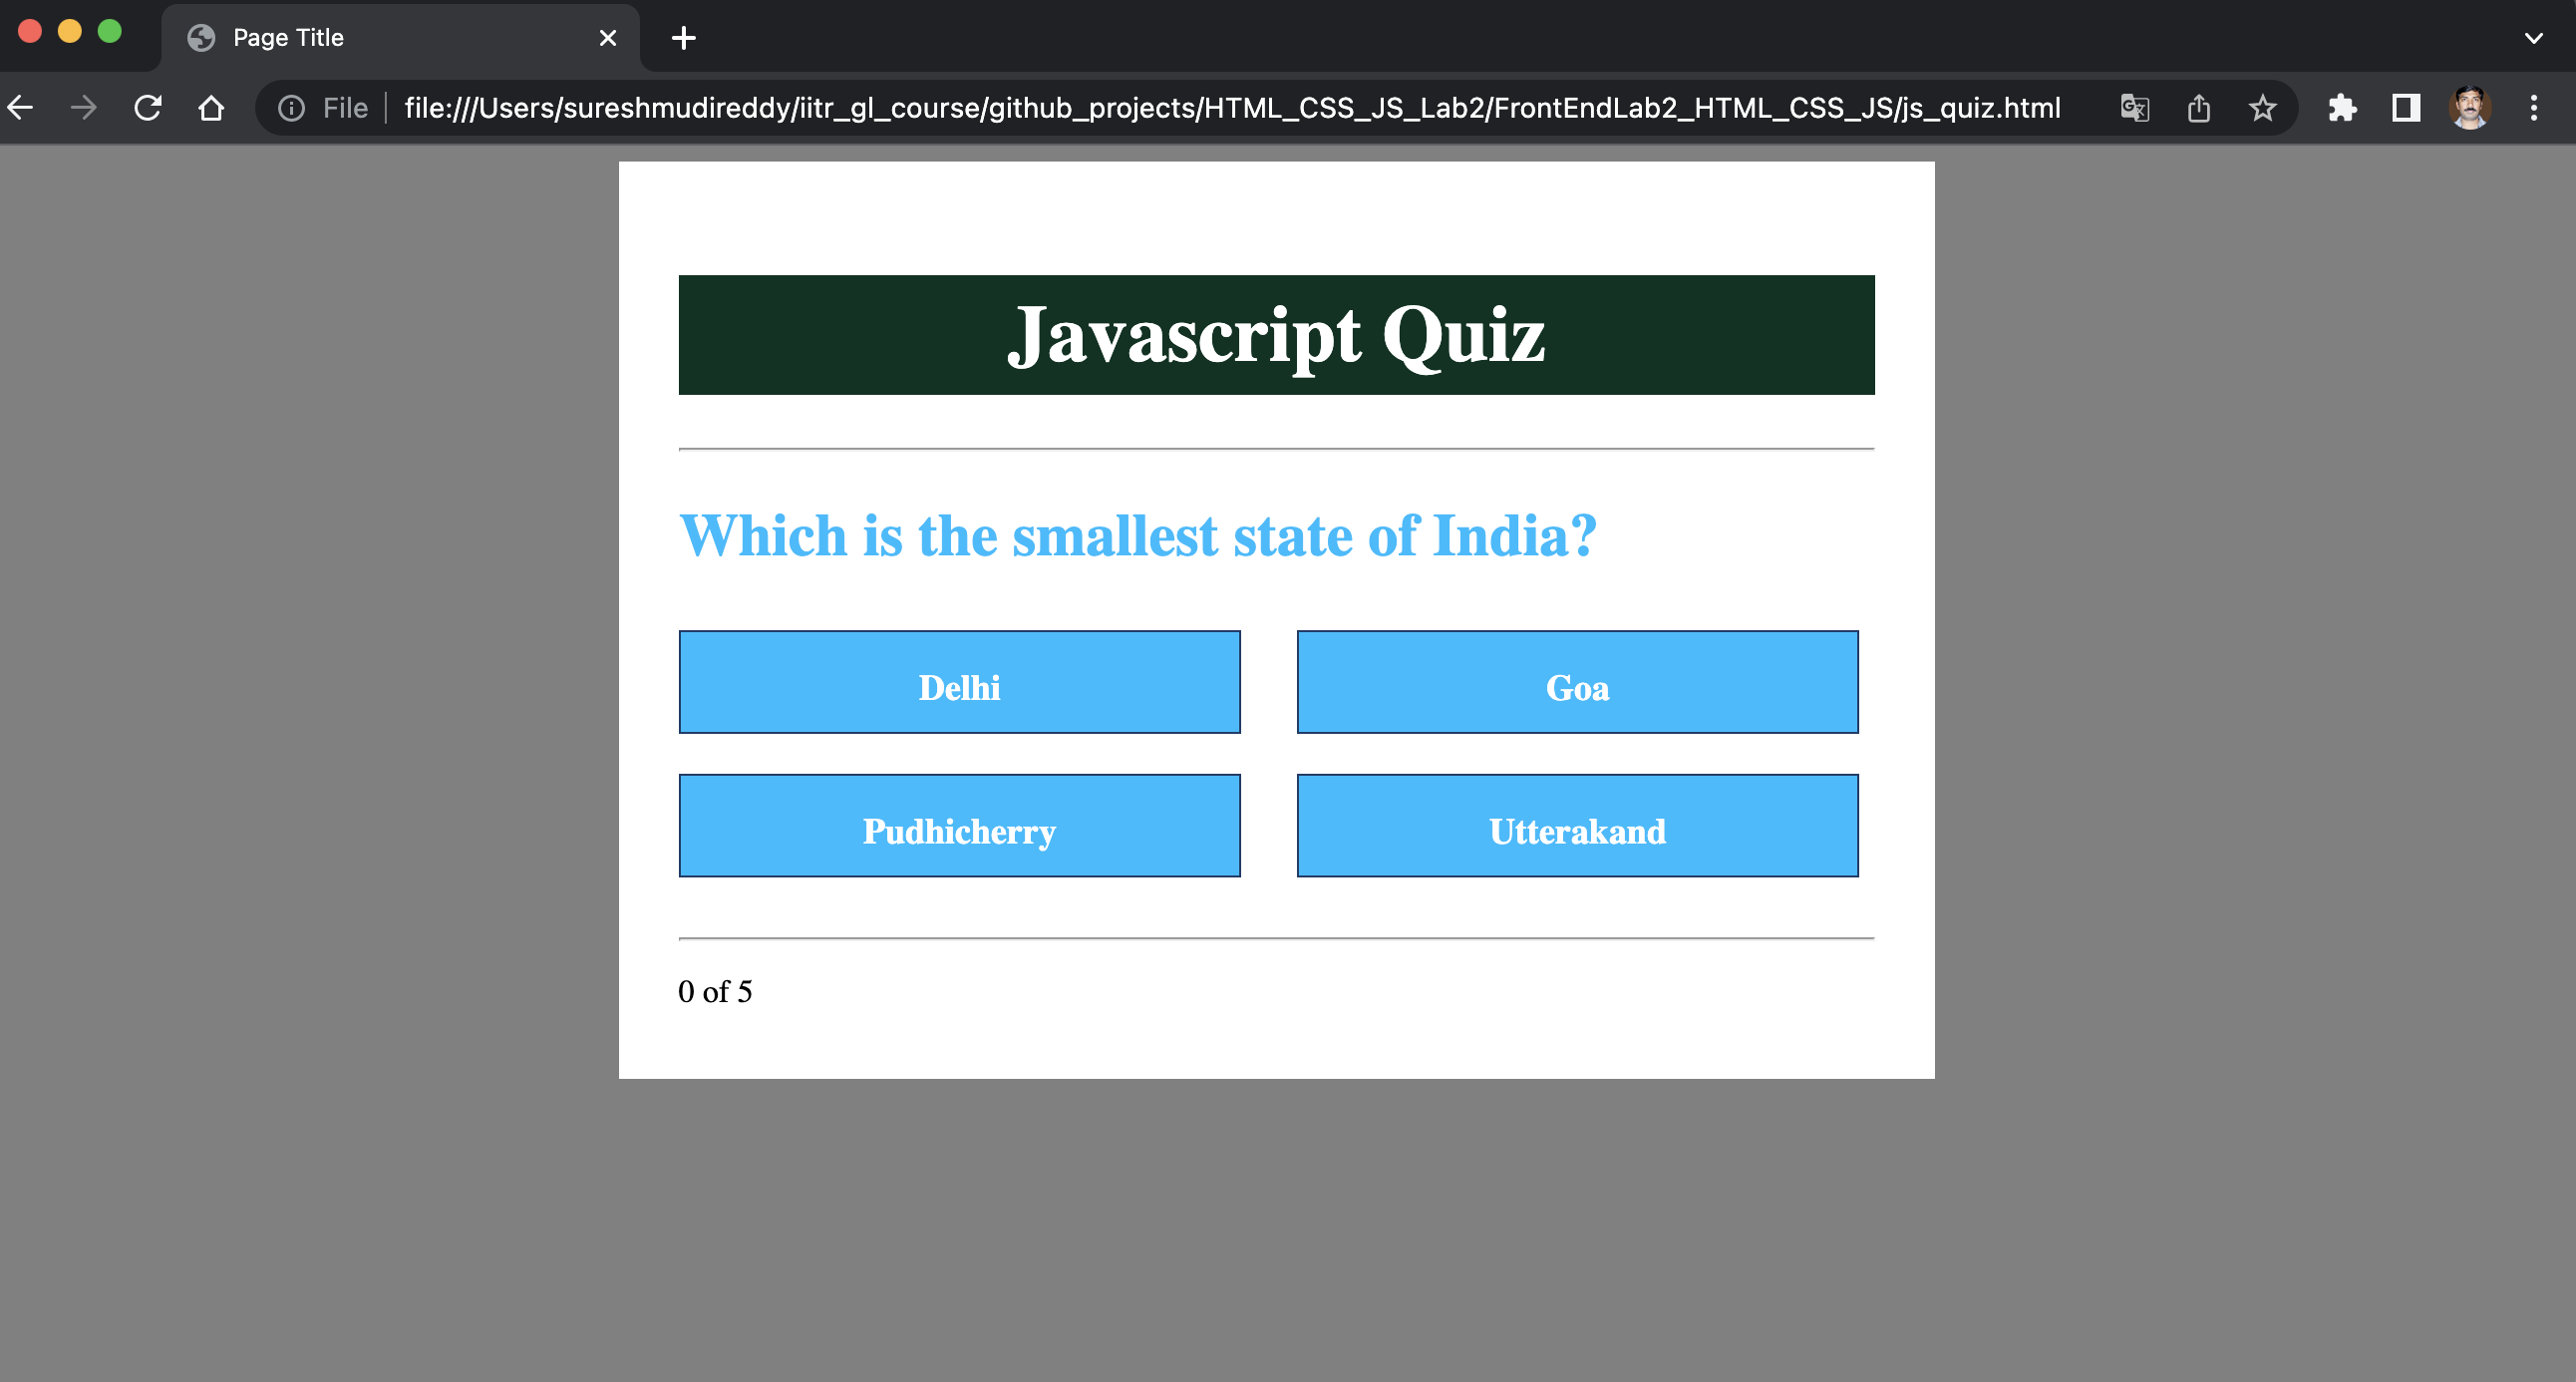 Page Title
File
file:///Users/sureshmudireddy/iitr_gl_course/github_projects/HTML_CSS_JS_Lab2/FrontEndLab2_HTML_CSS_JS/js_quiz.html
Javascript Quiz
Which is the smallest state of India?
Delhi
Goa
Pudhicherry
Utterakand
0 of 5